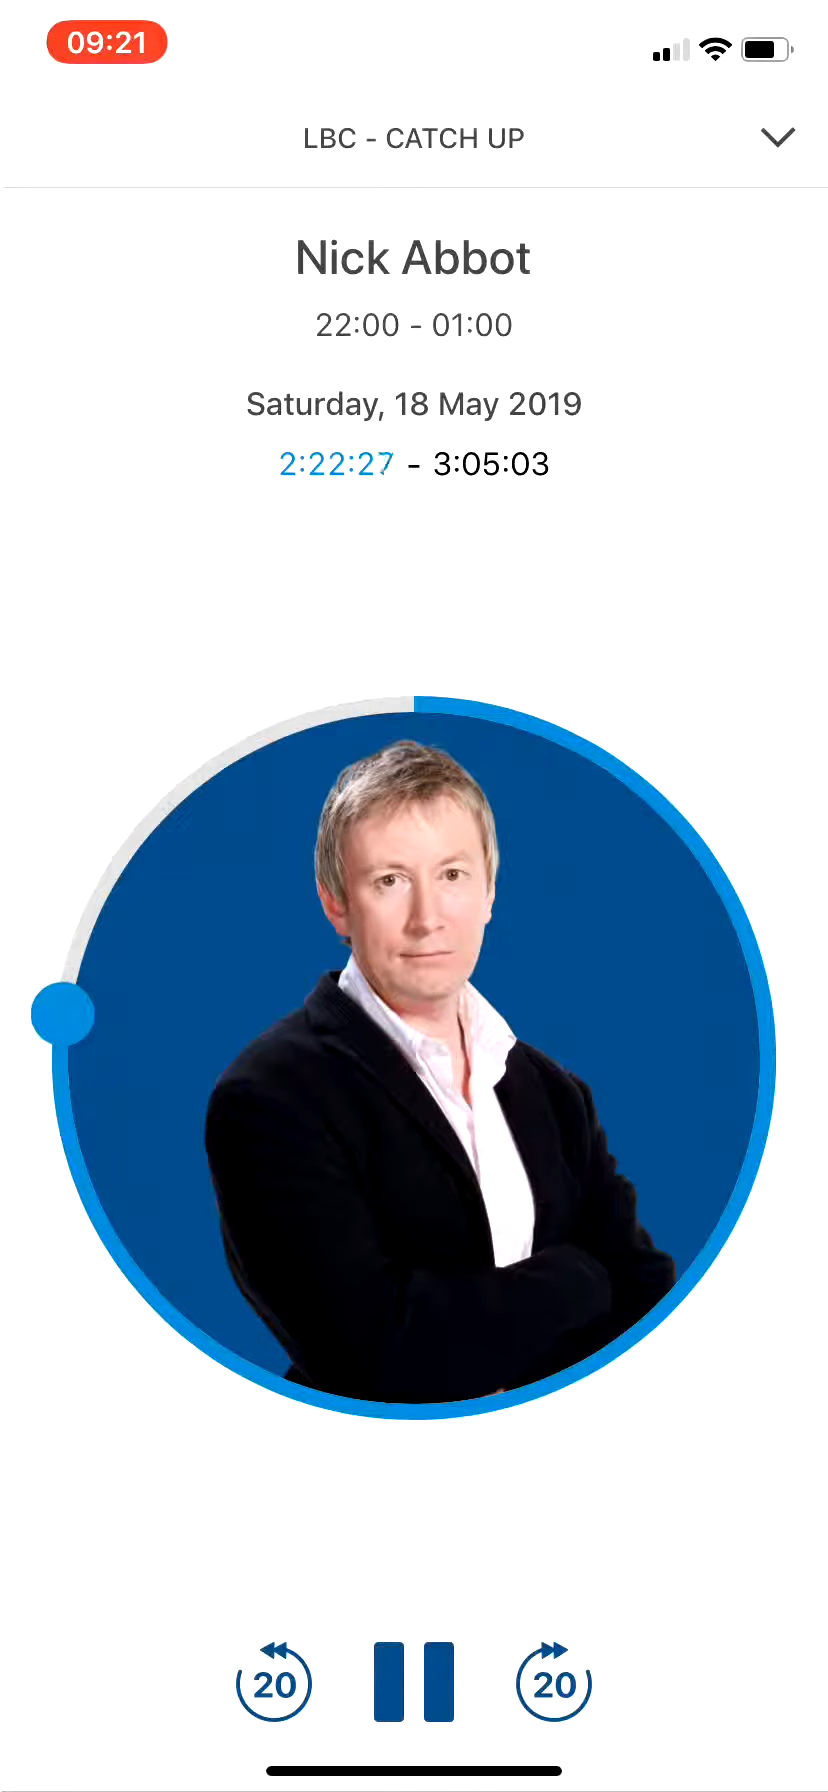 09:21
LBC - CATCH UP
Nick Abbot
22:00 - 01:00
Saturday, 18 May 2019
2:22:27 - 3:05:03
20 20